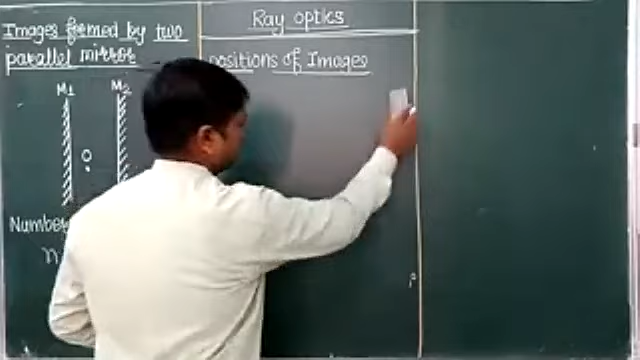 Images formed by two
parallel mirror
M1 M2
O
Number
n
Ray optics
positions of Images
P